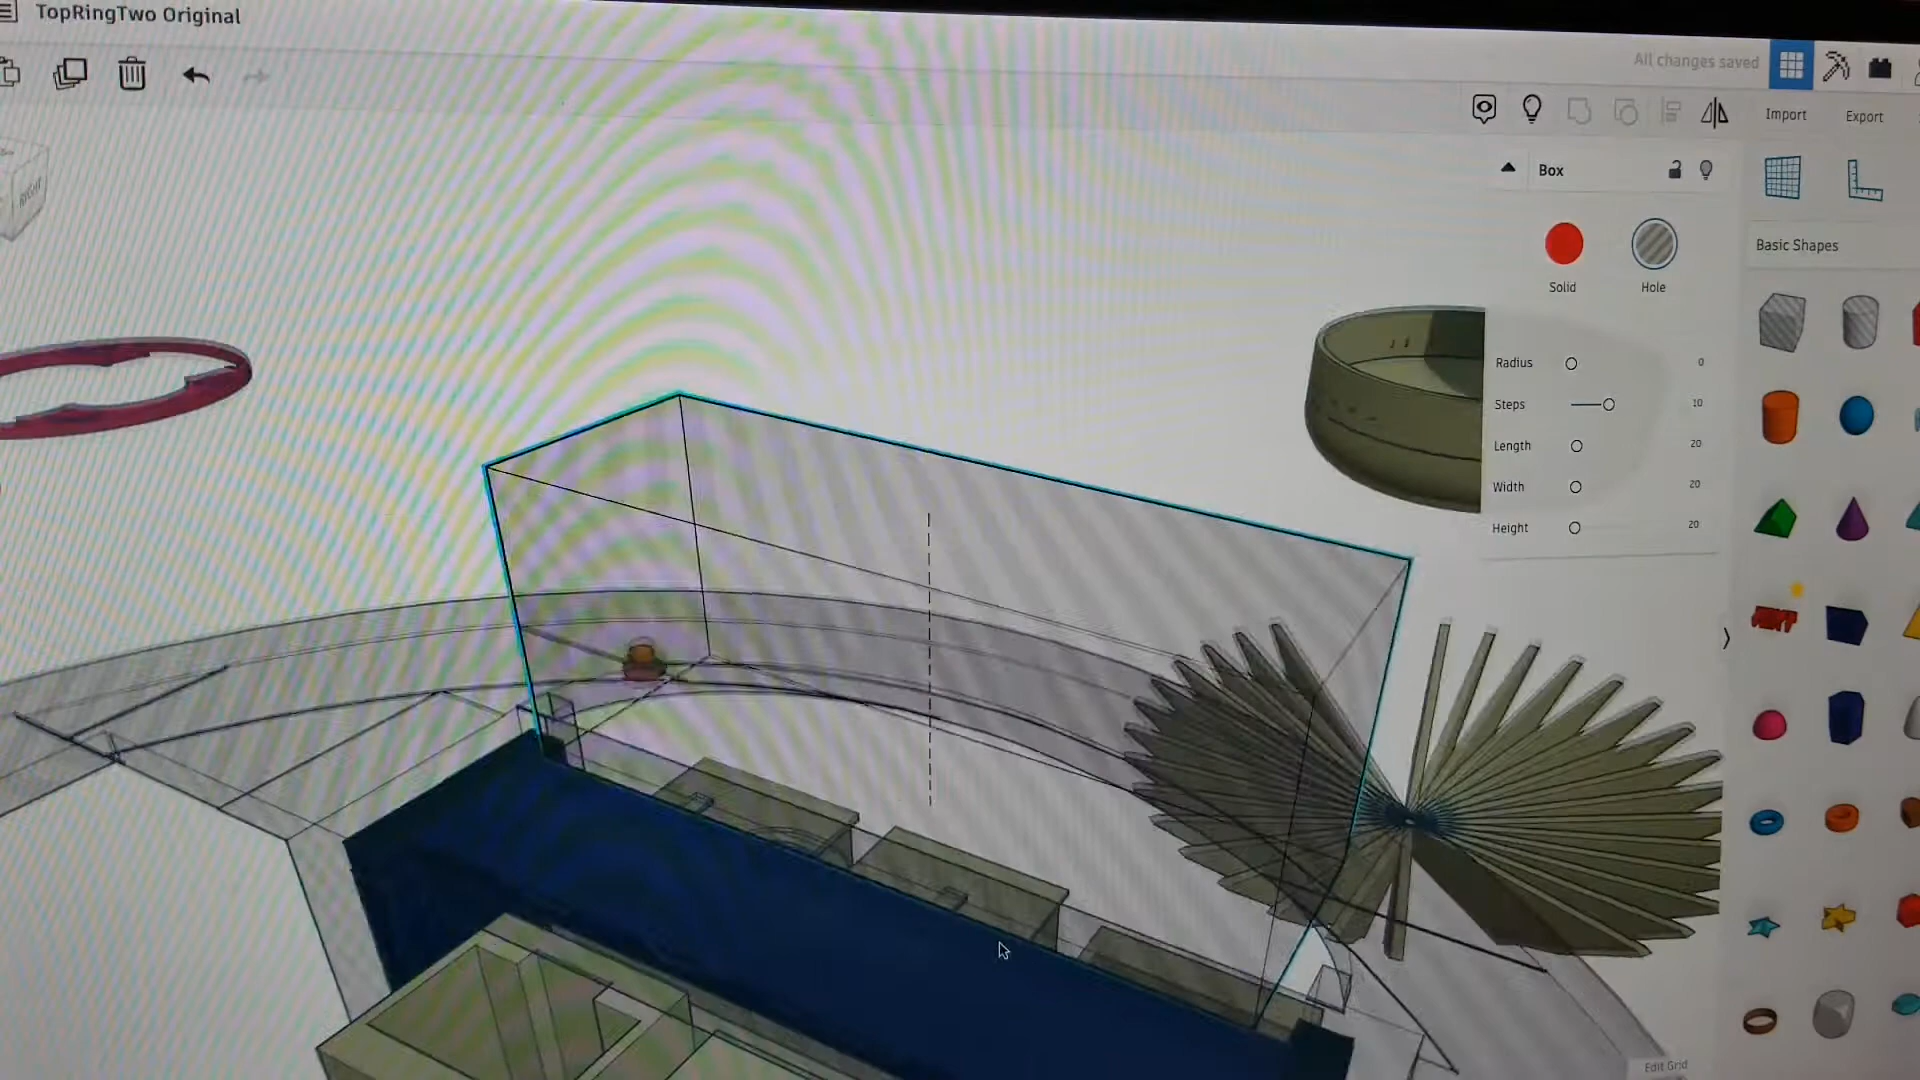 TopRingTwo Original
All changes saved
Import
Export
RIGHT
Box
Solid
Hole
Basic Shapes
Radius
0
Steps
10
Length
20
Width
20
Height
20
Edit Grid